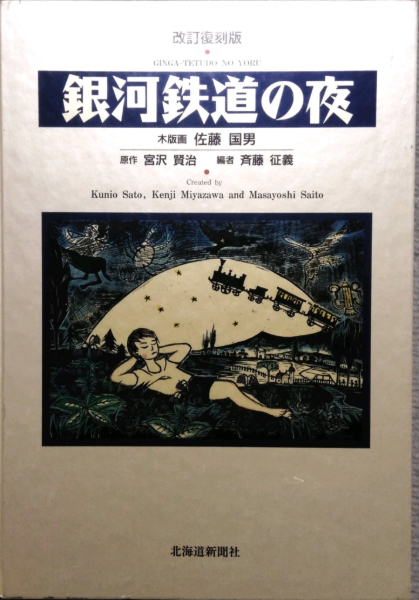 改訂復刻版
GINGA-TETUDO NO YORU
銀河鉄道の夜
木版画 佐藤 国男
原作 宮沢 賢治 編者 斉藤 征義
Created by
Kunio Sato, Kenji Miyazawa and Masayoshi Saito
北海道新聞社